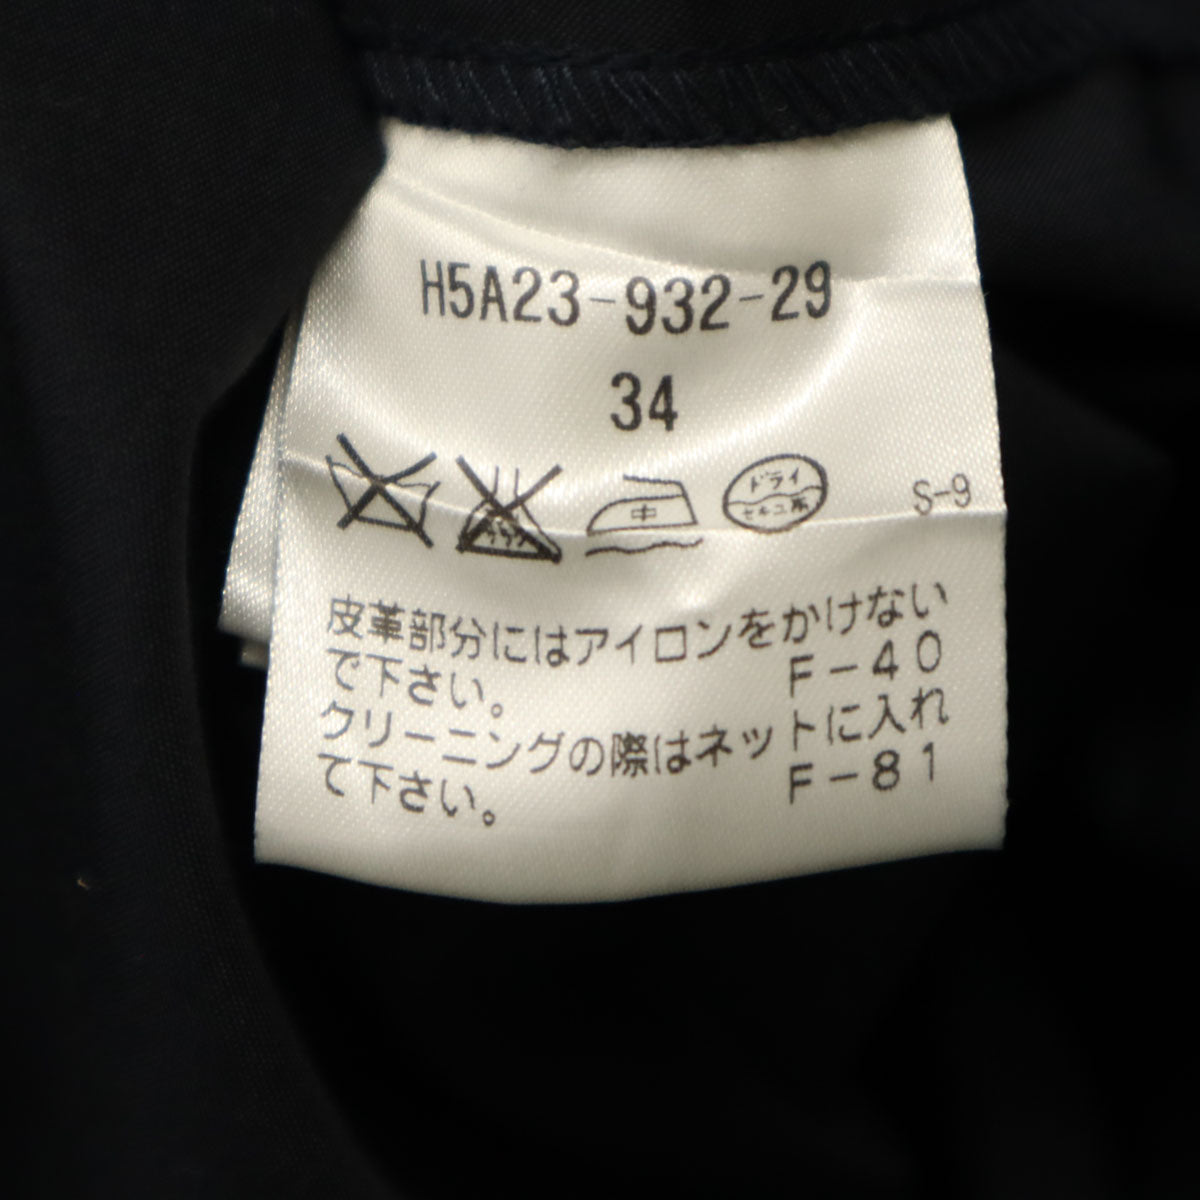 H5A23-932-29
34
中
ドライ
セキユ系
S-9
皮革部分にはアイロンをかけない
で下さい。 F-40
クリーニングの際はネットに入れ
て下さい。 F-81